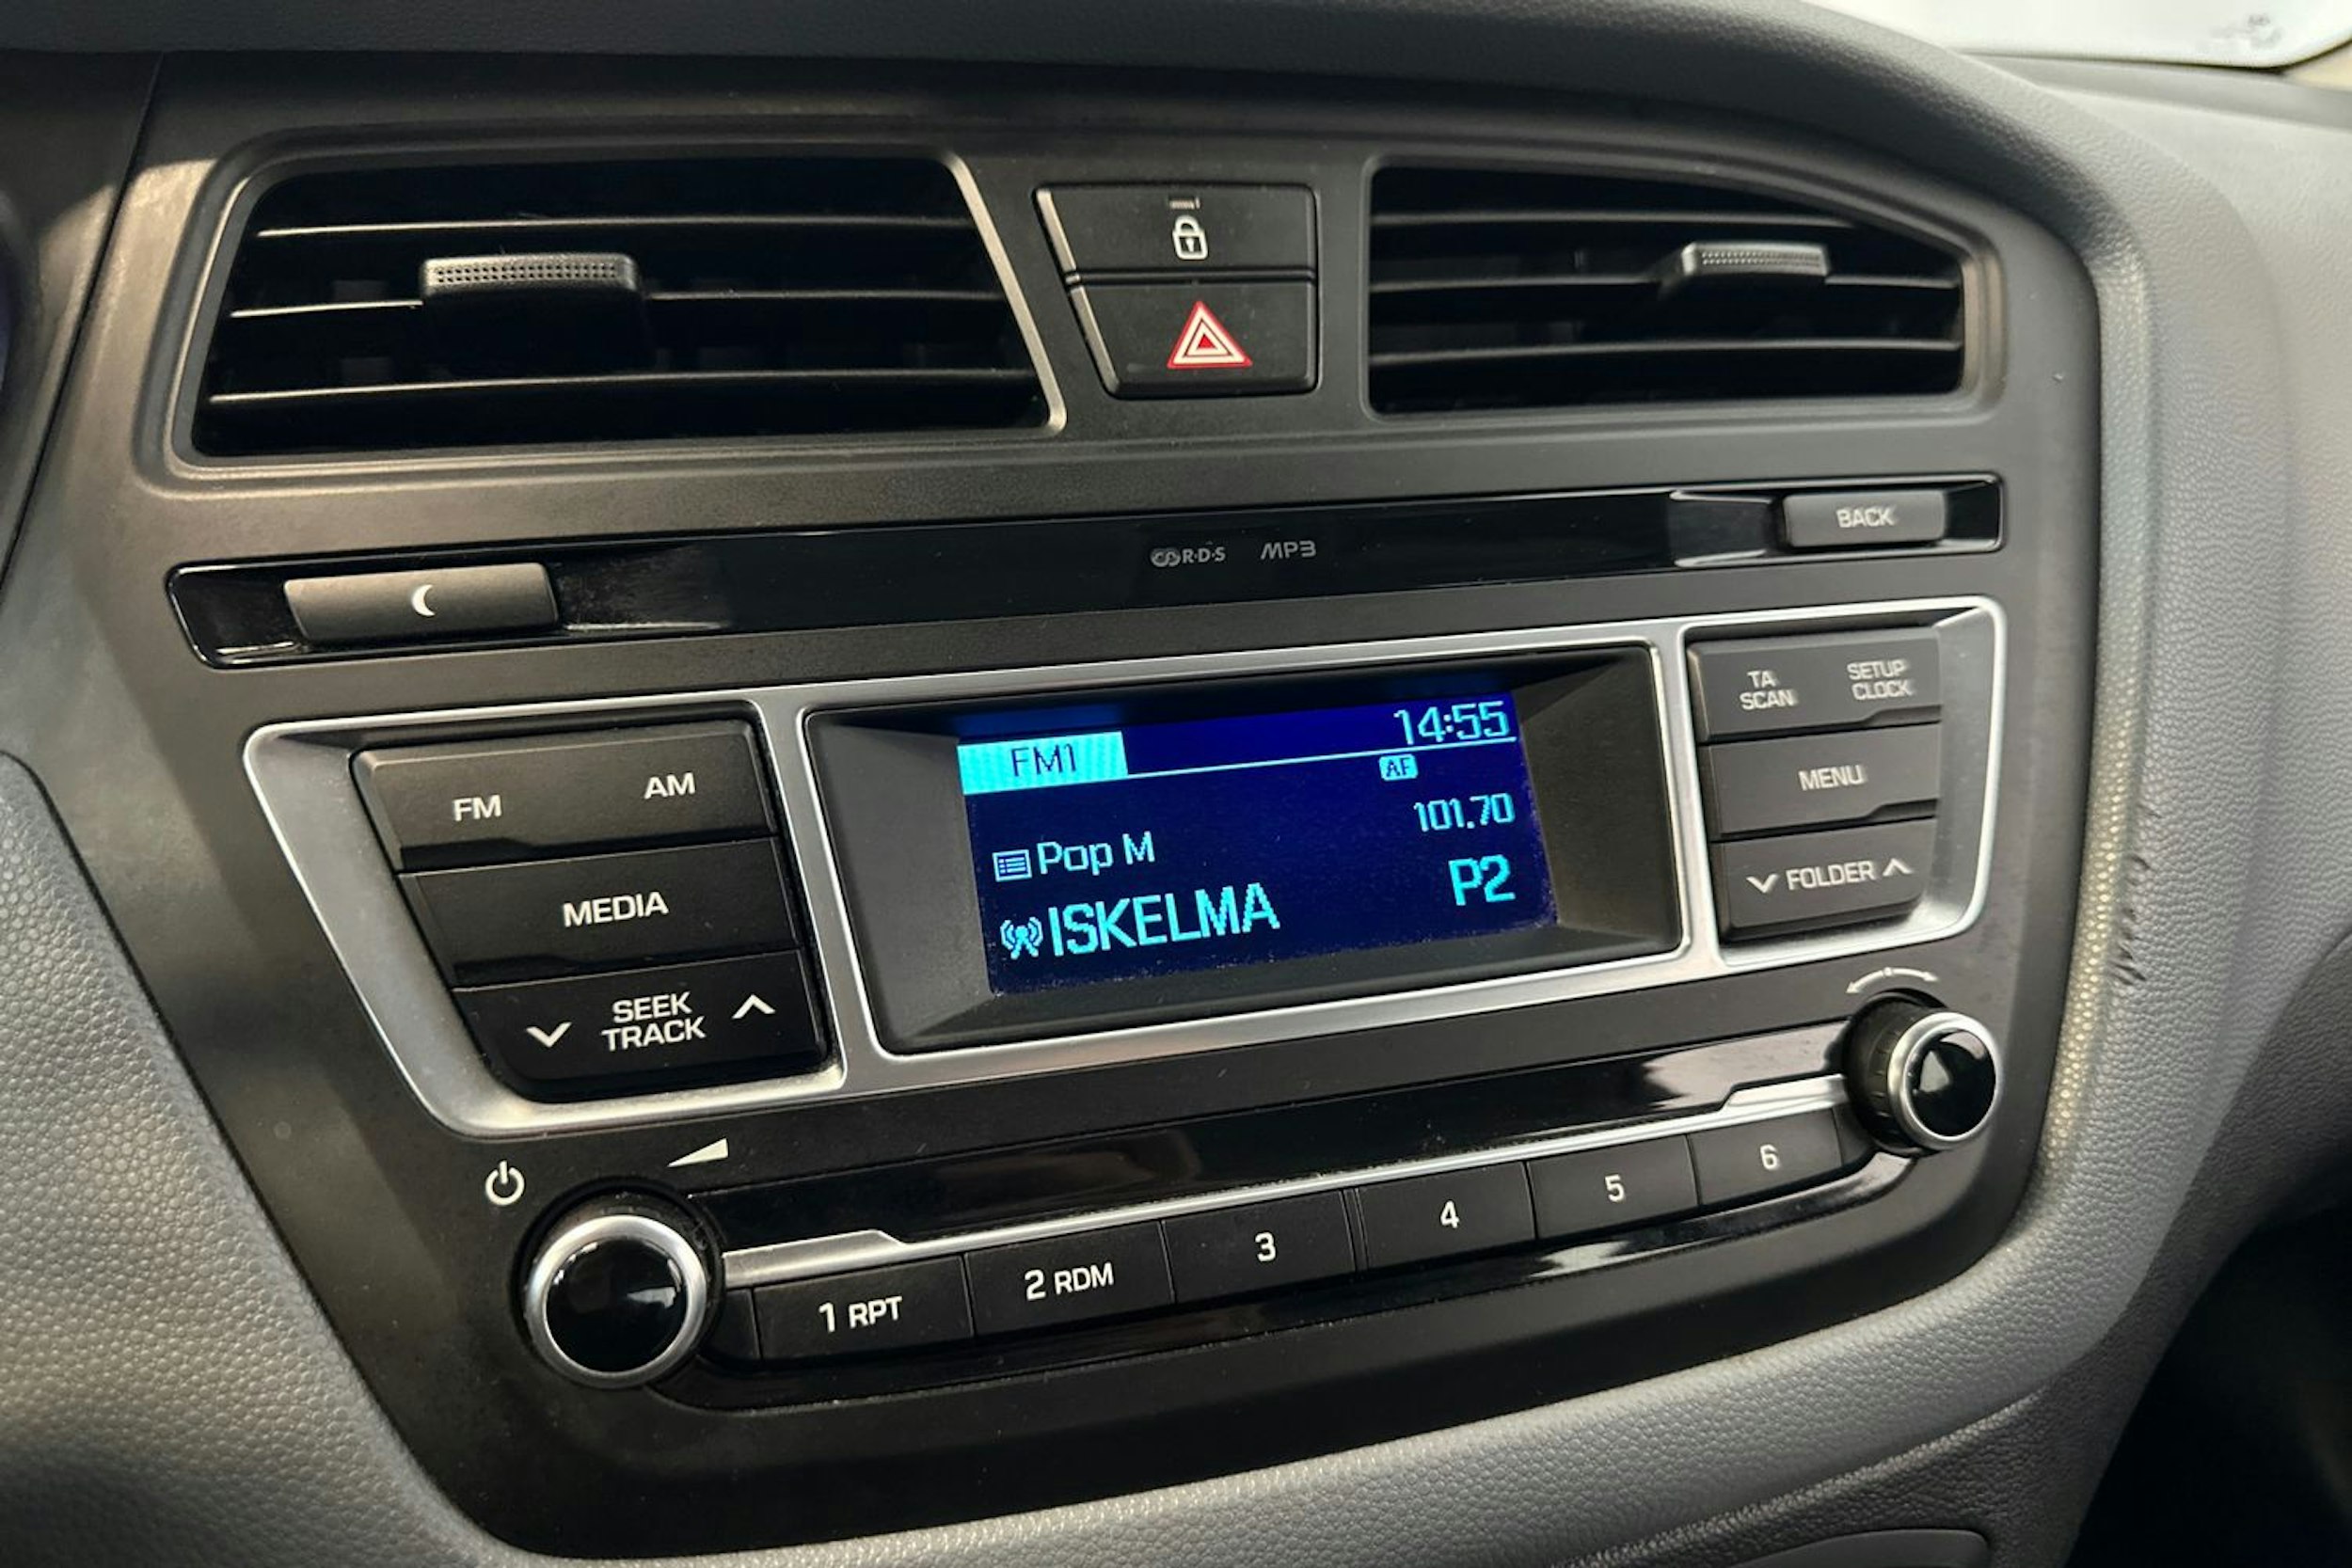 R·D·S MP3
BACK
FM AM
MEDIA
SEEK
TRACK
FM1 14:55
AF
101.70
Pop M
ISKELMA P2
TA
SCAN
SETUP
CLOCK
MENU
FOLDER
1 RPT 2 RDM 3 4 5 6